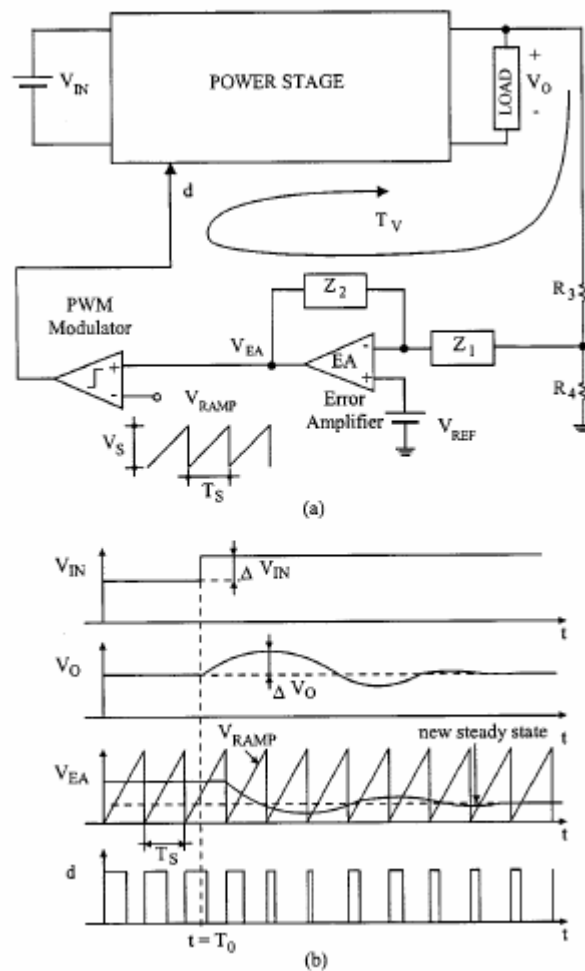 POWER STAGE
V_IN
LOAD
+
V_O
-
d
T_V
R_3
PWM
Modulator
Z_2
V_EA
-
EA
+
Z_1
+
-
V_RAMP
Error
Amplifier
V_REF
R_4
V_S
T_S
(a)
V_IN
Δ V_IN
t
V_O
Δ V_O
t
V_RAMP
new steady state
V_EA
t
T_S
d
t
t = T_0
(b)